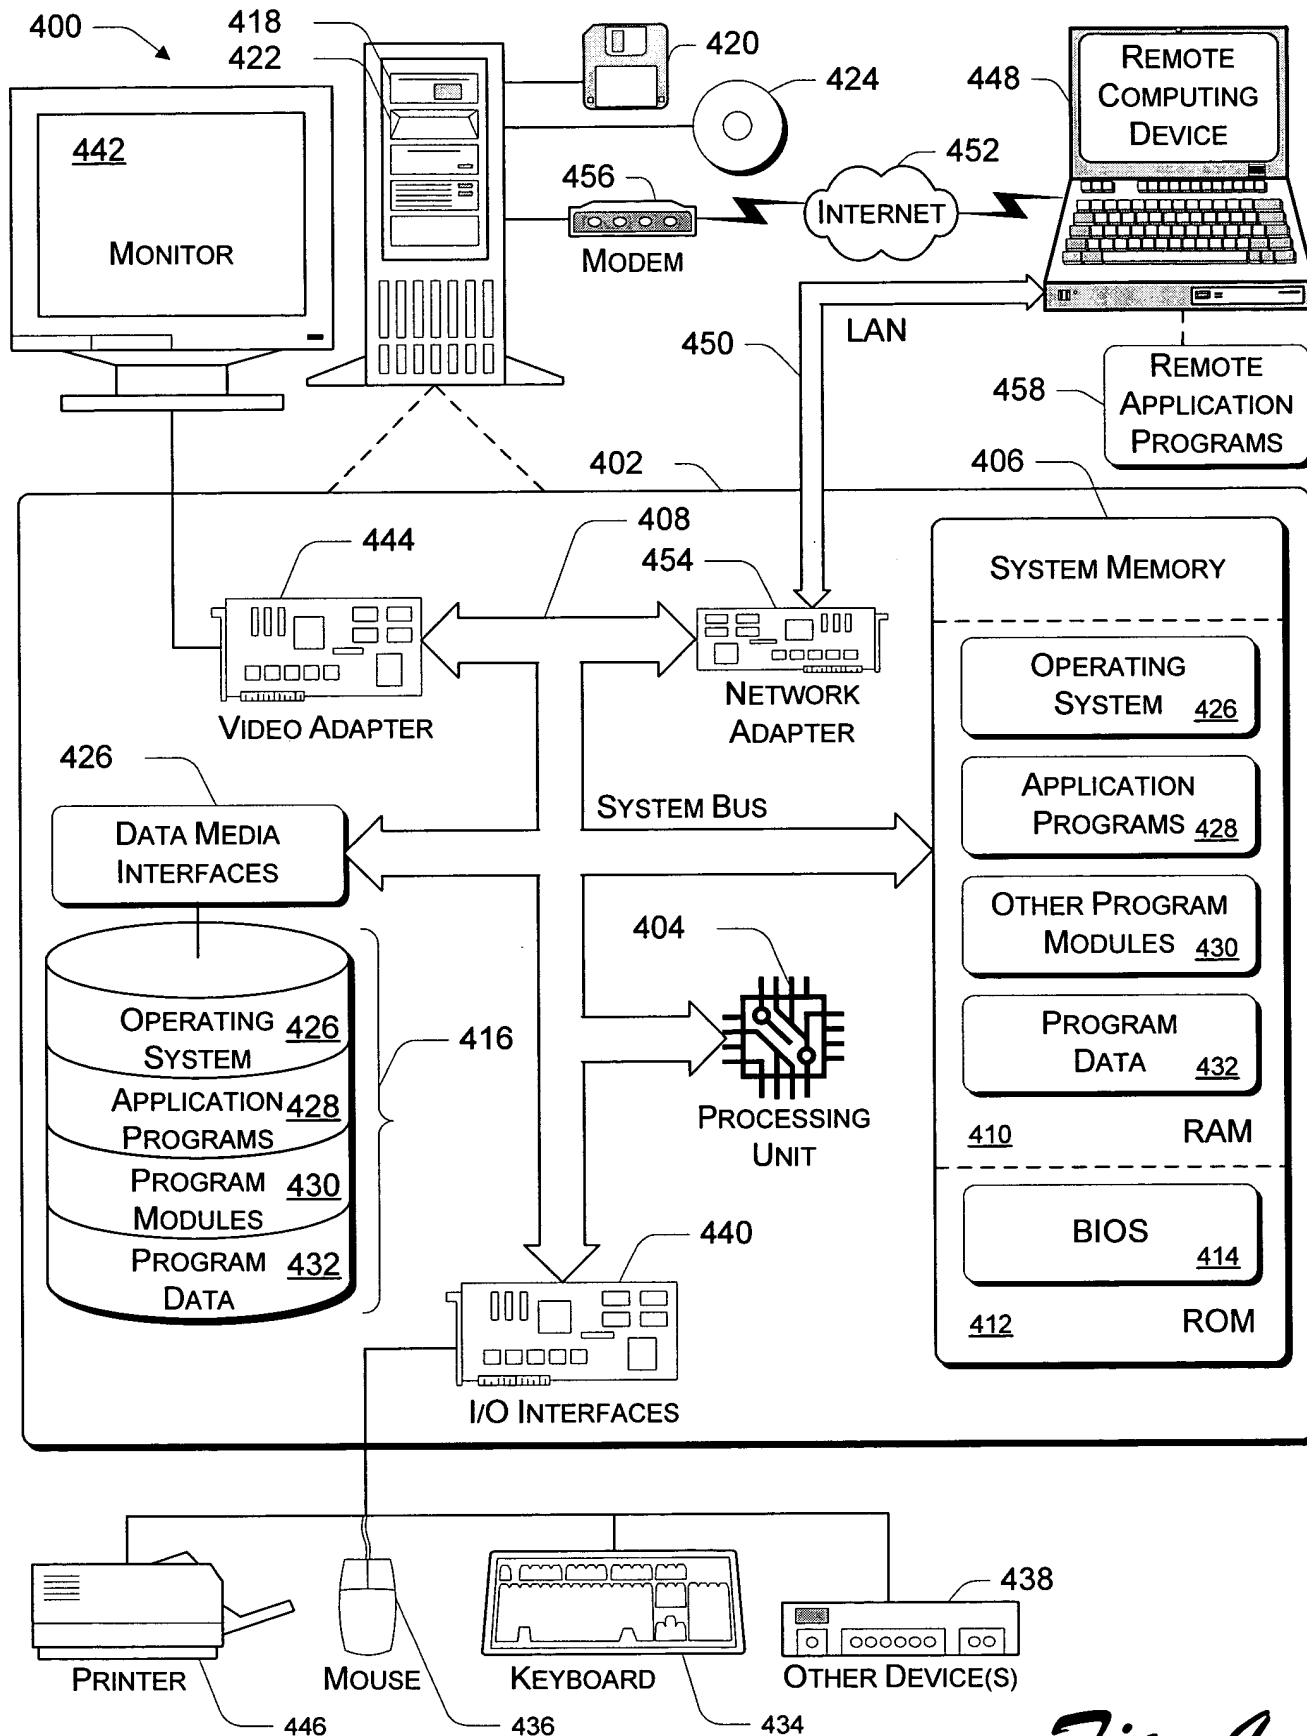 400
418
422
420
424
448
REMOTE
COMPUTING
DEVICE
442
MONITOR
456
MODEM
452
INTERNET
450
LAN
458
REMOTE
APPLICATION
PROGRAMS
402
406
408
444
VIDEO ADAPTER
454
NETWORK
ADAPTER
SYSTEM MEMORY
OPERATING
SYSTEM 426
APPLICATION
PROGRAMS 428
OTHER PROGRAM
MODULES 430
PROGRAM
DATA 432
410 RAM
BIOS
414
412 ROM
426
DATA MEDIA
INTERFACES
SYSTEM BUS
OPERATING
SYSTEM 426
APPLICATION
PROGRAMS 428
PROGRAM
MODULES 430
PROGRAM
DATA 432
416
404
PROCESSING
UNIT
440
I/O INTERFACES
PRINTER
446
MOUSE
436
KEYBOARD
434
438
OTHER DEVICE(S)